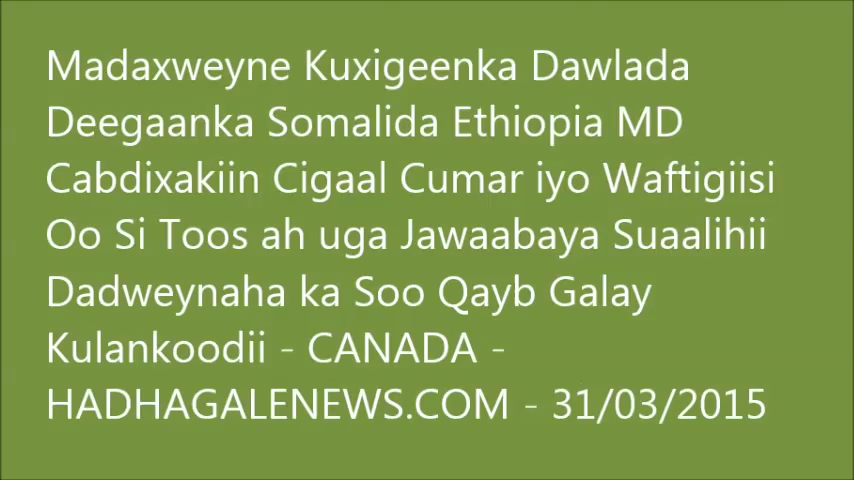 Madaxweyne Kuxigeenka Dawlada
Deegaanka Somalida Ethiopia MD
Cabdixakiin Cigaal Cumar iyo Waftigiisi
Oo Si Toos ah uga Jawaabaya Suaalihii
Dadweynaha ka Soo Qayb Galay
Kulankoodii - CANADA -
HADHAGALENEWS.COM - 31/03/2015